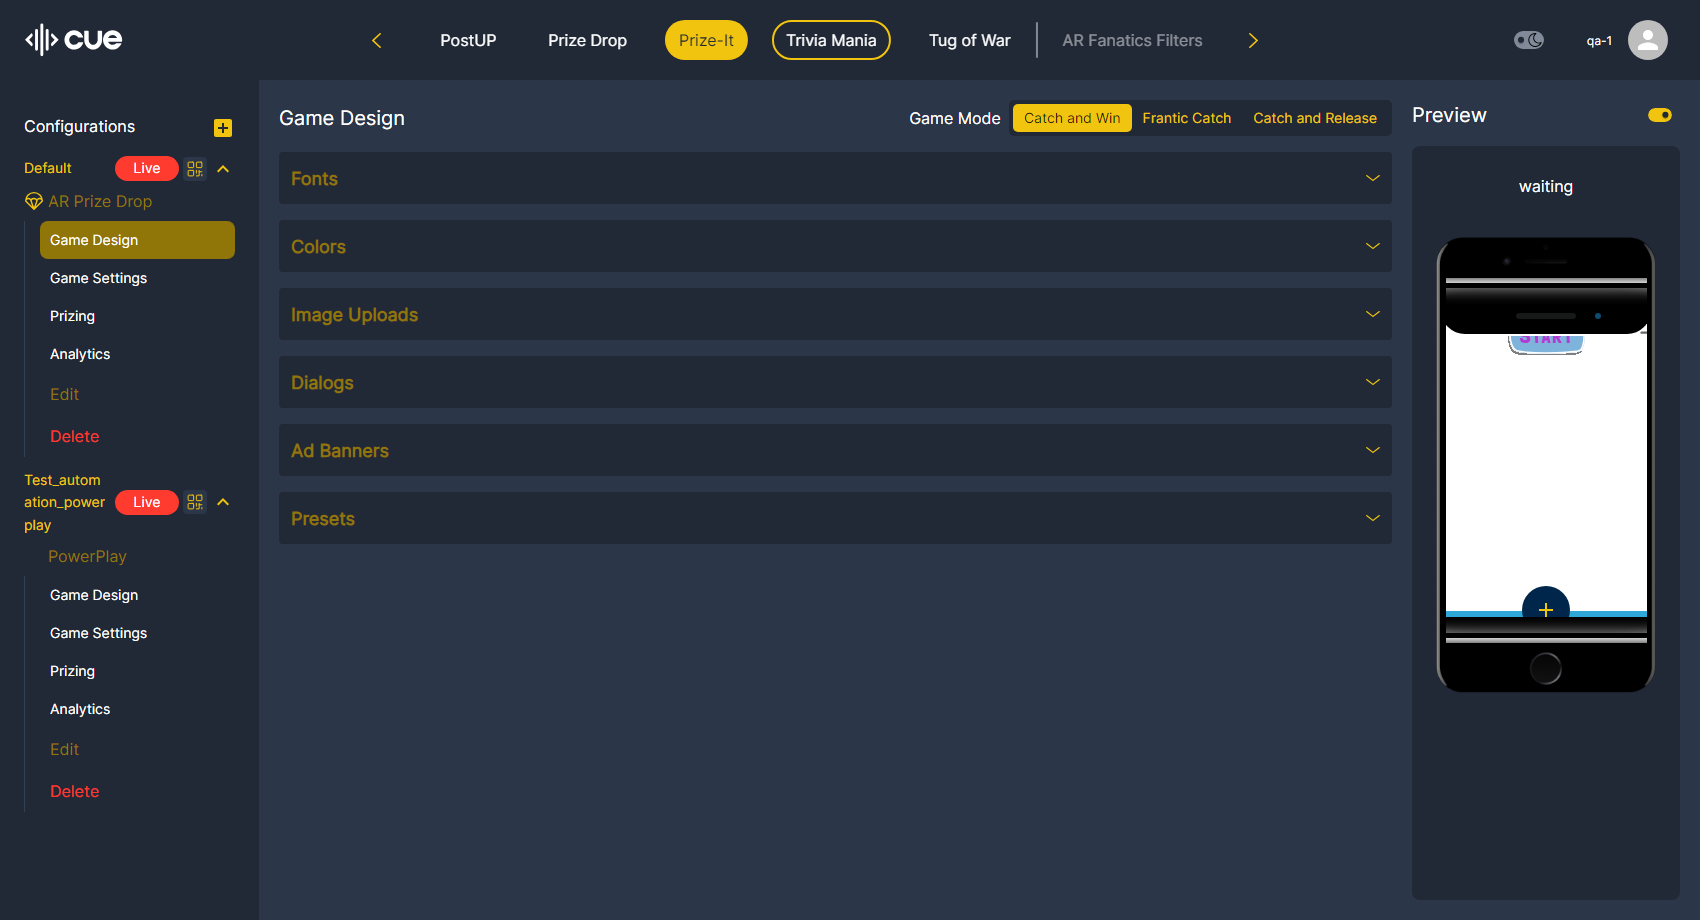 cue
PostUP
Prize Drop
Prize-It
Trivia Mania
Tug of War
AR Fanatics Filters
qa-1
Configurations
Default
Live
AR Prize Drop
Game Design
Game Settings
Prizing
Analytics
Edit
Delete
Test_autom
ation_power
play
Live
PowerPlay
Game Design
Game Settings
Prizing
Analytics
Edit
Delete
Game Design
Game Mode
Catch and Win
Frantic Catch
Catch and Release
Fonts
Colors
Image Uploads
Dialogs
Ad Banners
Presets
Preview
waiting
START